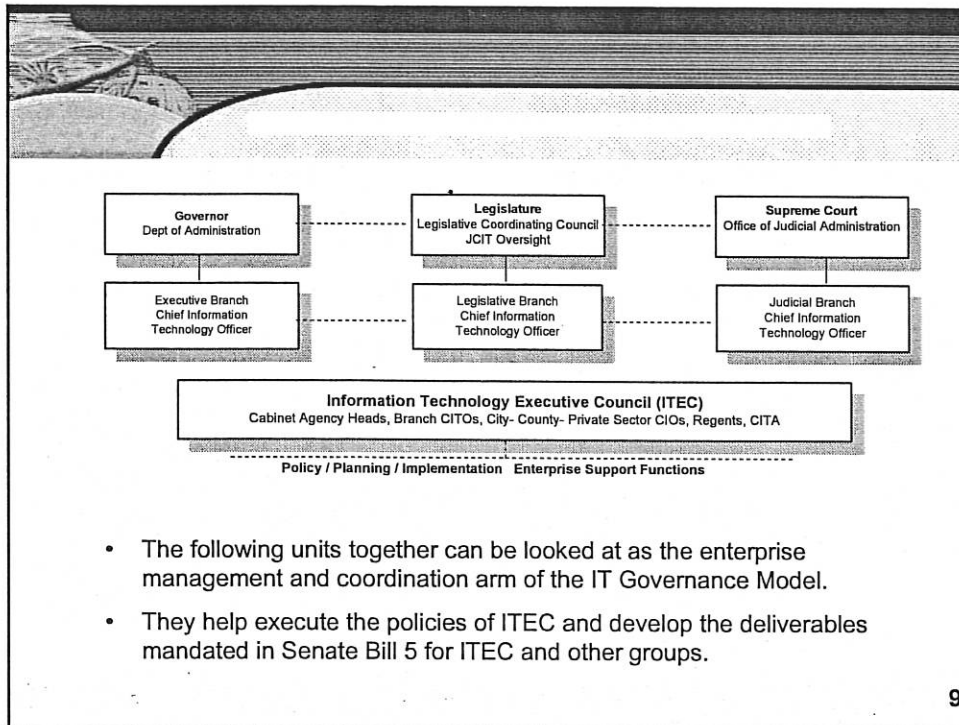 Governor
Dept of Administration
Legislature
Legislative Coordinating Council
JCIT Oversight
Supreme Court
Office of Judicial Administration
Executive Branch
Chief Information
Technology Officer
Legislative Branch
Chief Information
Technology Officer
Judicial Branch
Chief Information
Technology Officer
Information Technology Executive Council (ITEC)
Cabinet Agency Heads, Branch CITOs, City- County- Private Sector CIOs, Regents, CITA
Policy / Planning / Implementation Enterprise Support Functions
• The following units together can be looked at as the enterprise
management and coordination arm of the IT Governance Model.
• They help execute the policies of ITEC and develop the deliverables
mandated in Senate Bill 5 for ITEC and other groups.
9